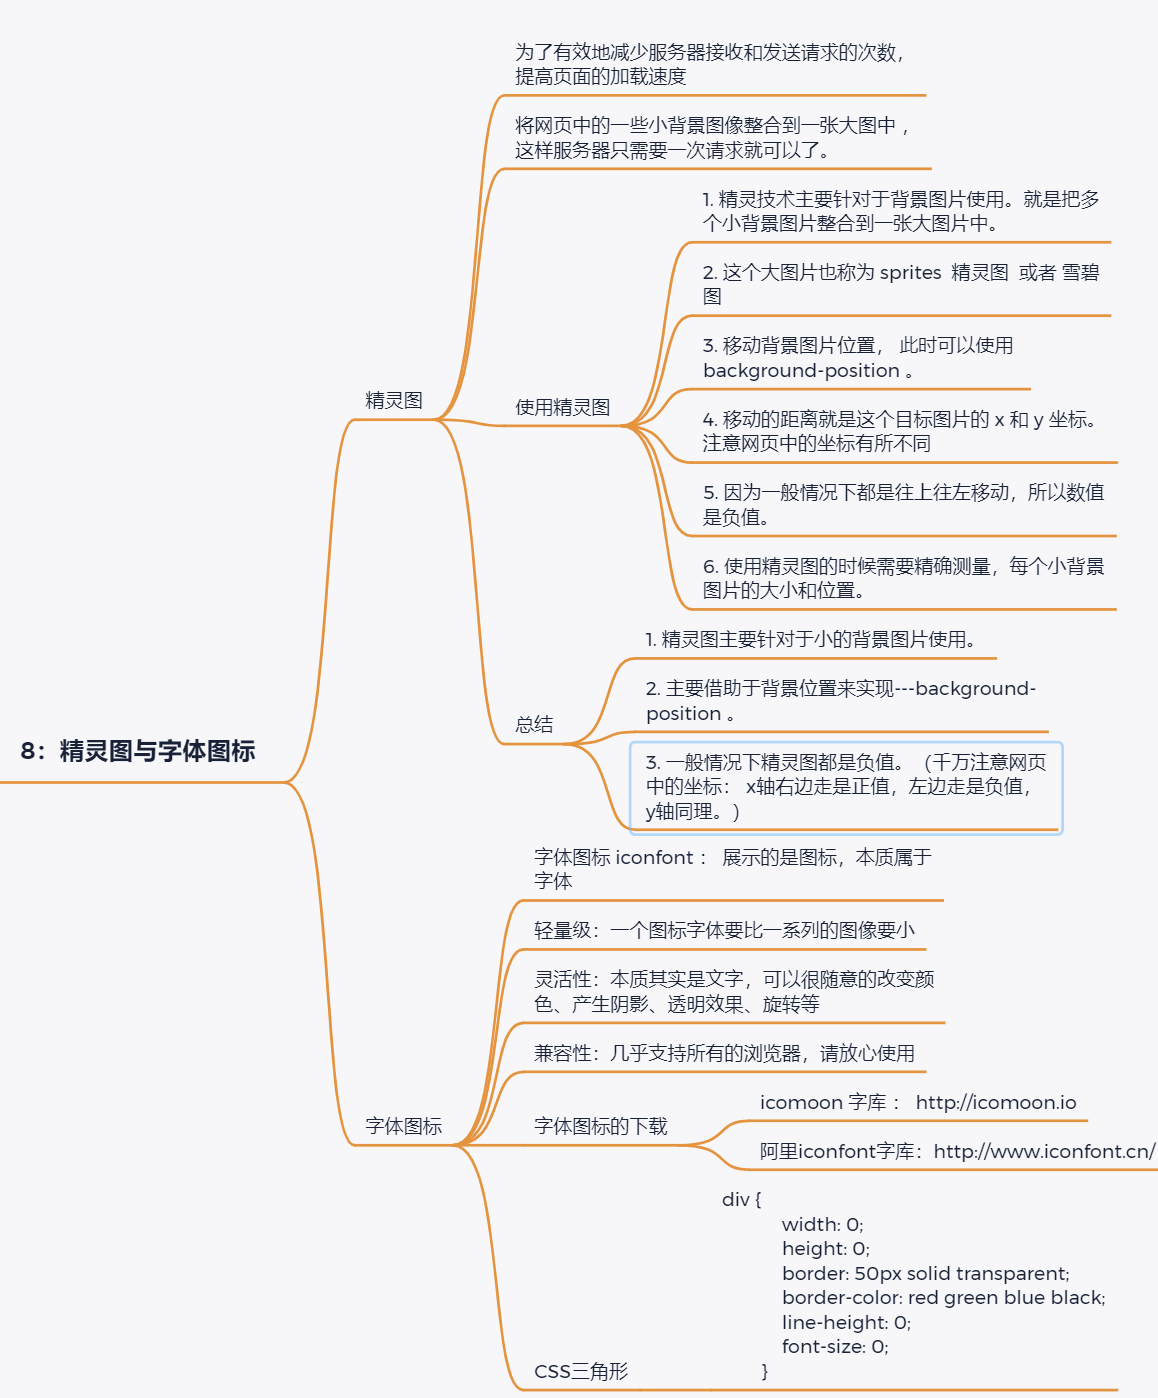 为了有效地减少服务器接收和发送请求的次数，
提高页面的加载速度
将网页中的一些小背景图像整合到一张大图中 ，
这样服务器只需要一次请求就可以了。
1. 精灵技术主要针对于背景图片使用。就是把多
个小背景图片整合到一张大图片中。
2. 这个大图片也称为 sprites  精灵图  或者 雪碧
图
3. 移动背景图片位置， 此时可以使用
background-position 。
精灵图
使用精灵图
4. 移动的距离就是这个目标图片的 x 和 y 坐标。
注意网页中的坐标有所不同
5. 因为一般情况下都是往上往左移动，所以数值
是负值。
6. 使用精灵图的时候需要精确测量，每个小背景
图片的大小和位置。
总结
1. 精灵图主要针对于小的背景图片使用。
2. 主要借助于背景位置来实现---background-
position 。
3. 一般情况下精灵图都是负值。（千万注意网页
中的坐标： x轴右边走是正值，左边走是负值，
y轴同理。）
8：精灵图与字体图标
字体图标 iconfont ： 展示的是图标，本质属于
字体
轻量级：一个图标字体要比一系列的图像要小
灵活性：本质其实是文字，可以很随意的改变颜
色、产生阴影、透明效果、旋转等
兼容性：几乎支持所有的浏览器，请放心使用
字体图标
字体图标的下载
icomoon 字库 ： http://icomoon.io
阿里iconfont字库：http://www.iconfont.cn/
CSS三角形
div {
width: 0;
height: 0;
border: 50px solid transparent;
border-color: red green blue black;
line-height: 0;
font-size: 0;
}